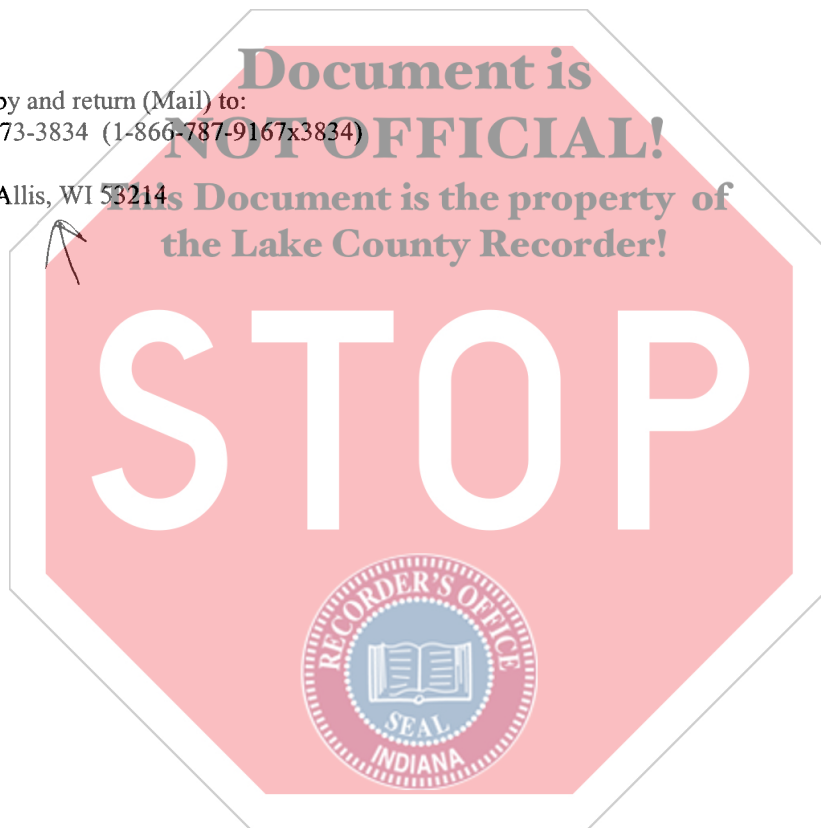 Document is
by and return (Mail) to:
73-3834 (1-866-787-9167x3834)
NOT OFFICIAL!
Allis, WI 53214
This Document is the property of
the Lake County Recorder!
STOP
RECORDER'S OFFICE
SEAL
INDIANA